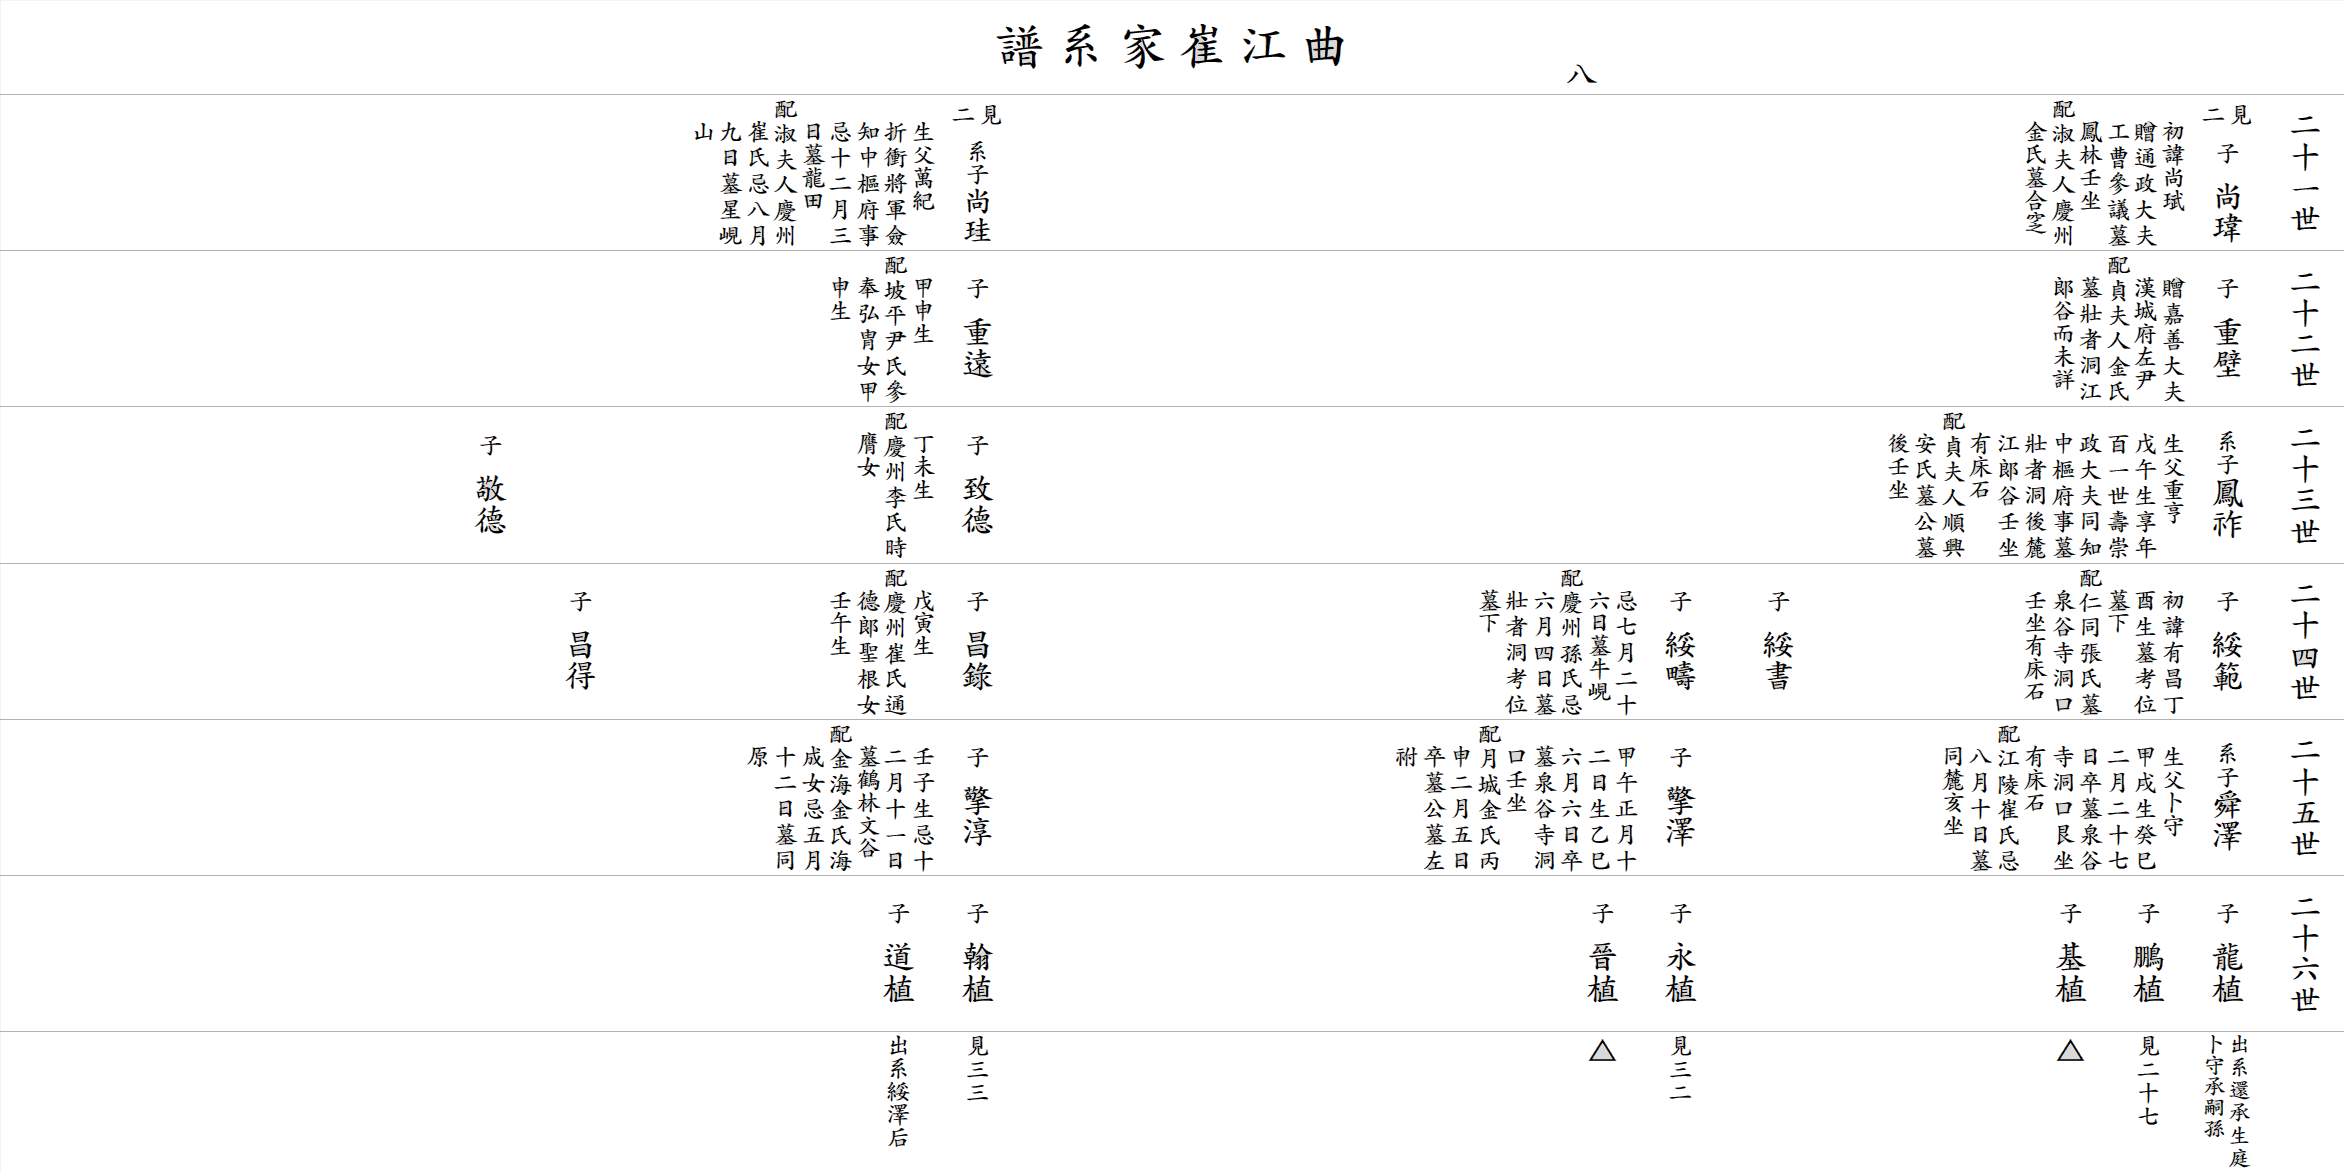 曲江崔家系譜
八
二十一世
見
二
子 尚瑋
初諱尚珷
贈通政大夫
工曹參議墓
鳳林壬坐
配淑夫人慶州
金氏墓合窆
見
二
系子尚珪
生父萬紀
折衝將軍僉
知中樞府事
忌十二月三
日墓龍田
配淑夫人慶州
崔氏忌八月
九日墓星峴
山
二十二世
子 重壁
贈嘉善大夫
漢城府左尹
配貞夫人金氏
墓壯者洞江
郎谷而未詳
子 重遠
甲申生
配坡平尹氏參
奉弘胄女甲
申生
二十三世
系子鳳祚
生父重亨
戊午生享年
百一世壽崇
政大夫同知
中樞府事墓
壯者洞後麓
江郎谷壬坐
有床石
配貞夫人順興
安氏墓公墓
後壬坐
子 致德
丁未生
配慶州李氏時
膺女
子 敬德
二十四世
子 綏範
初諱有昌丁
酉生墓考位
墓下
配仁同張氏墓
泉谷寺洞口
壬坐有床石
子 綏書
子 綏疇
忌七月二十
六日墓牛峴
配慶州孫氏忌
六月四日墓
壯者洞考位
墓下
子 昌錄
戊寅生
配慶州崔氏通
德郎聖根女
壬午生
子 昌得
二十五世
系子舜澤
生父卜守
甲戌生癸巳
二月二十七
日卒墓泉谷
寺洞口艮坐
有床石
配江陵崔氏忌
八月十日墓
同麓亥坐
子 擎澤
甲午正月十
二日生乙巳
六月六日卒
墓泉谷寺洞
口壬坐
配月城金氏丙
申二月五日
卒墓公墓左
祔
子 擎淳
壬子生忌十
二月十一日
墓鶴林文谷
配金海金氏海
成女忌五月
十二日墓同
原
二十六世
子 龍植
子 鵬植
子 基植
子 永植
子 晉植
子 翰植
子 道植
出系還承生庭
卜守承嗣孫
見二十七
△
見三二
△
見三三
出系綏澤后